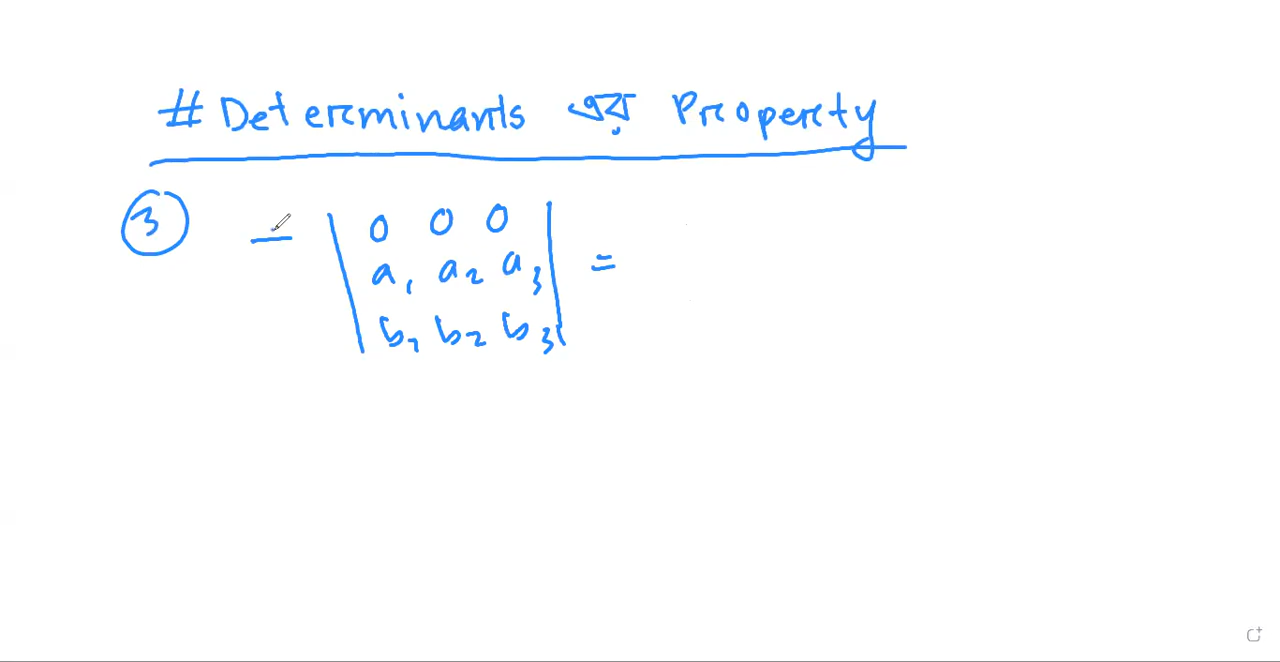 # Determinants এর Property
③ — | 0 0 0 | =
a₁ a₂ a₃
b₁ b₂ b₃